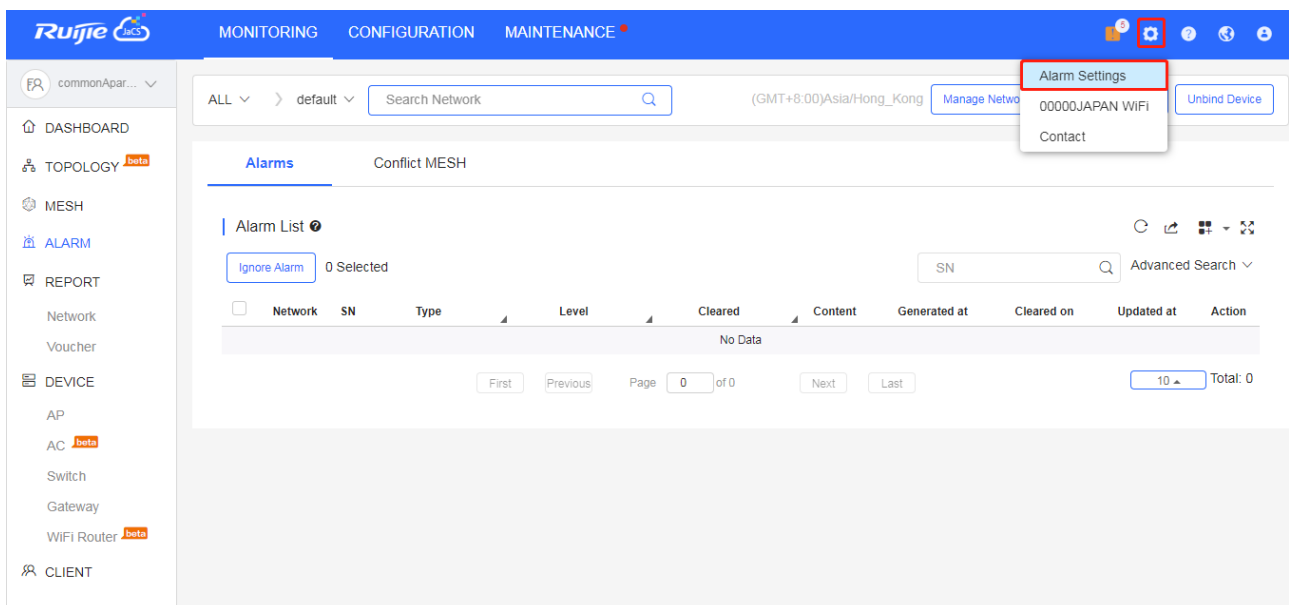 Ruijie JaCS MONITORING CONFIGURATION MAINTENANCE 5
FR commonApar...
ALL default Search Network (GMT+8:00)Asia/Hong_Kong Manage Netwo Unbind Device
Alarm Settings
00000JAPAN WiFi
Contact
DASHBOARD
TOPOLOGY beta
MESH
ALARM
REPORT
Network
Voucher
DEVICE
AP
AC beta
Switch
Gateway
WiFi Router beta
CLIENT
Alarms Conflict MESH
Alarm List
Ignore Alarm 0 Selected SN Advanced Search
Network SN Type Level Cleared Content Generated at Cleared on Updated at Action
No Data
First Previous Page 0 of 0 Next Last 10 Total: 0